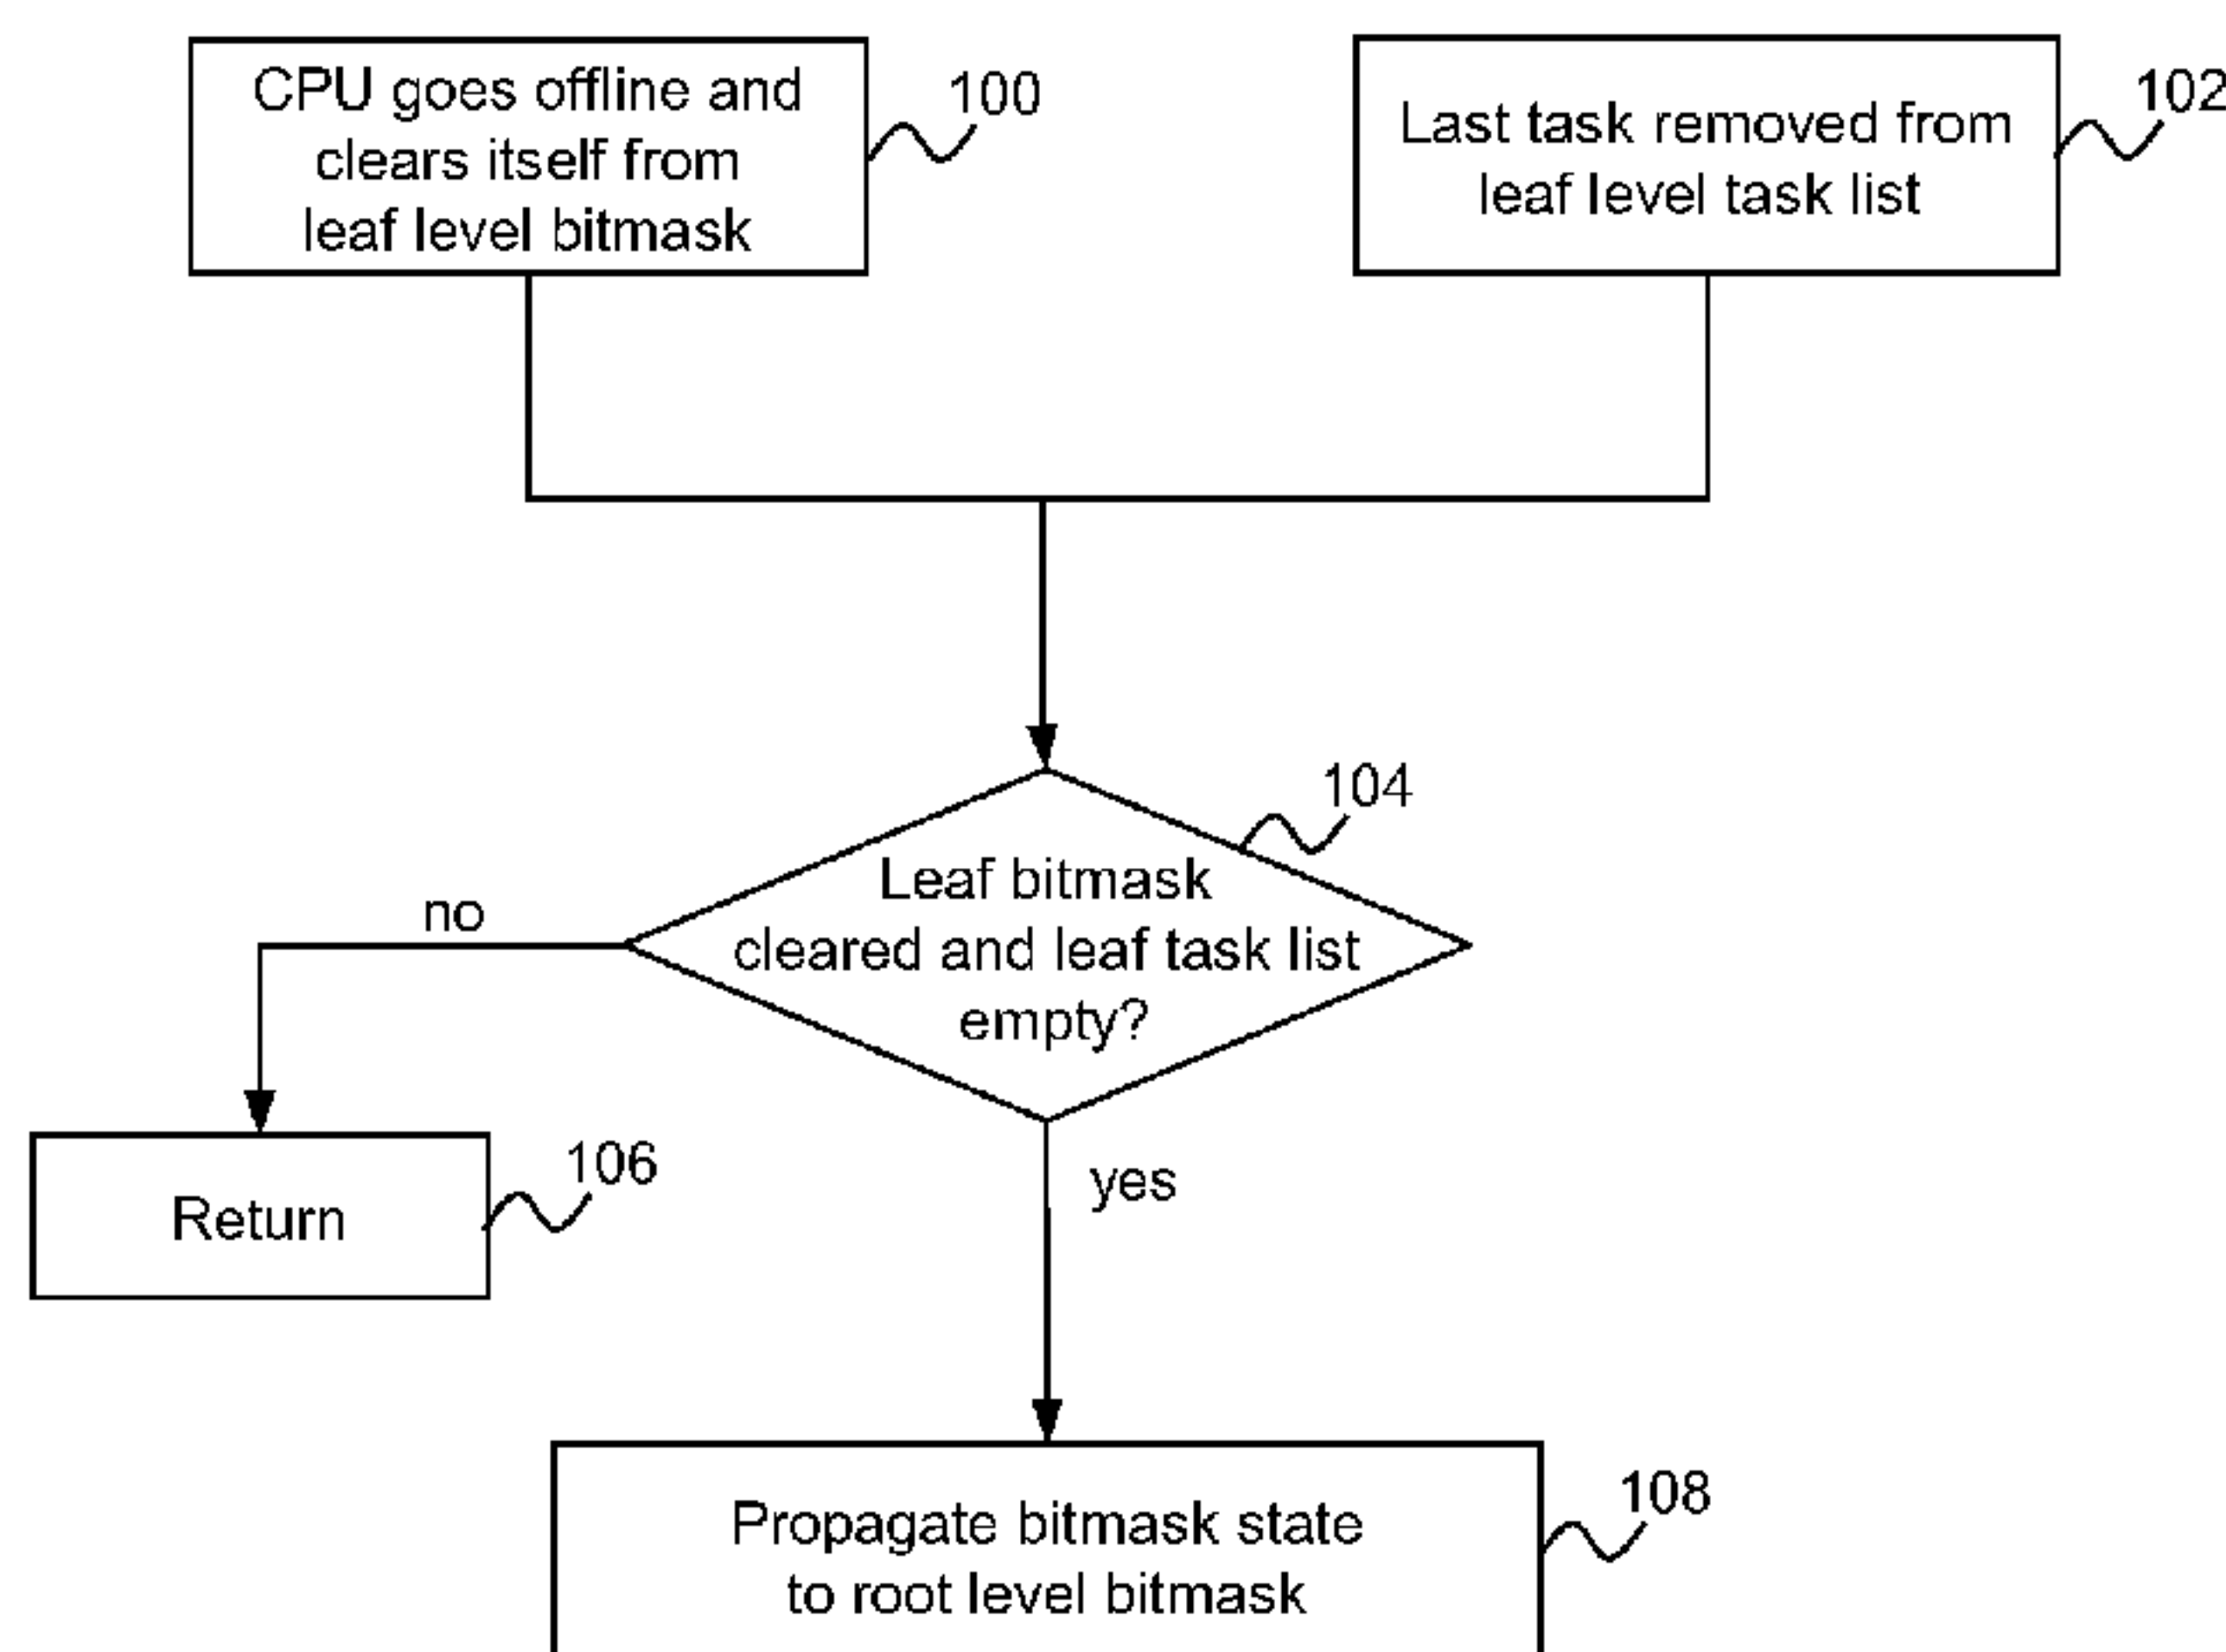 CPU goes offline and
clears itself from
leaf level bitmask
100
Last task removed from
leaf level task list
102
104
Leaf bitmask
cleared and leaf task list
empty?
no
106
Return
yes
108
Propagate bitmask state
to root level bitmask